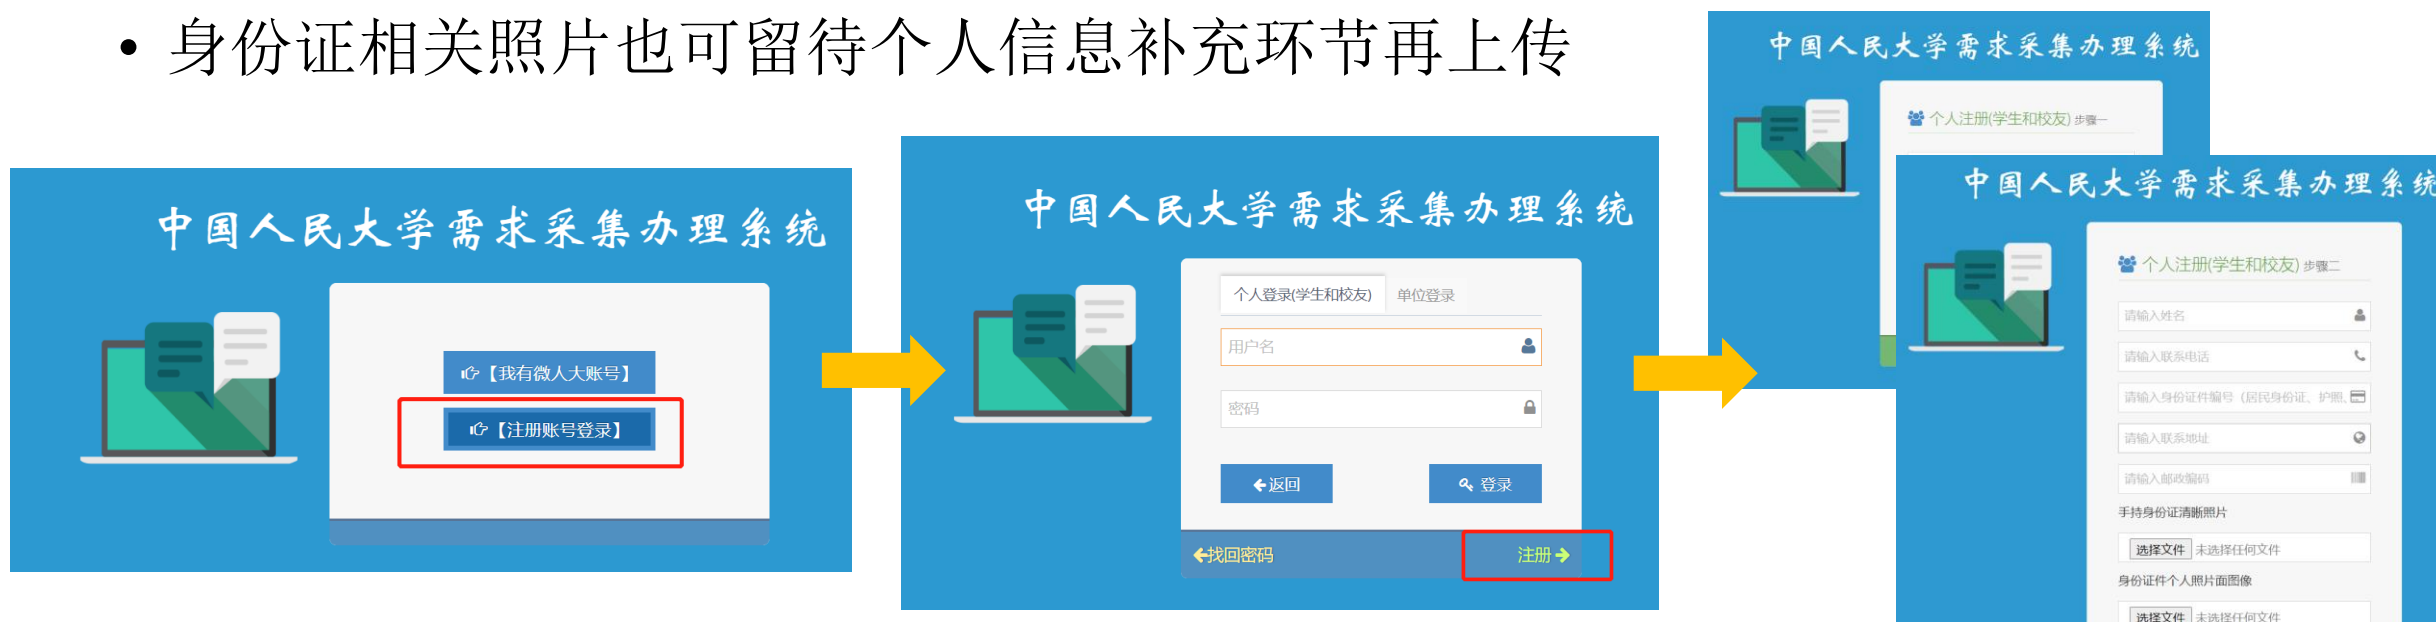 • 身份证相关照片也可留待个人信息补充环节再上传
中国人民大学需求采集办理系统
【我有微人大账号】
【注册账号登录】
中国人民大学需求采集办理系统
个人登录(学生和校友) 单位登录
用户名
密码
返回 登录
找回密码 注册
中国人民大学需求采集办理系统
个人注册(学生和校友) 步骤一
中国人民大学需求采集办理系统
个人注册(学生和校友) 步骤二
请输入姓名
请输入联系电话
请输入身份证件编号（居民身份证、护照、
请输入联系地址
请输入邮政编码
手持身份证清晰照片
选择文件 未选择任何文件
身份证件个人照片面图像
选择文件 未选择任何文件